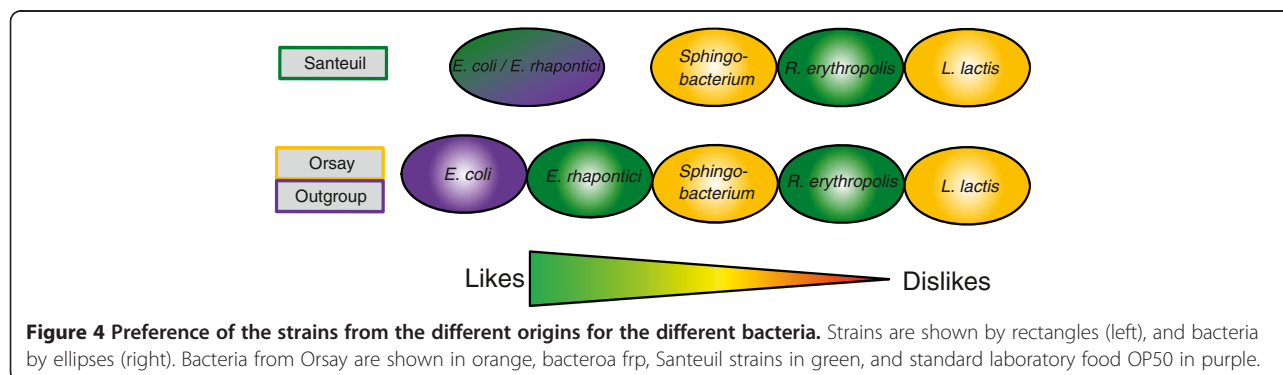 Santeuil
E. coli / E. rhapontici
Sphingo-
bacterium
R. erythropolis
L. lactis
Orsay
Outgroup
E. coli
E. rhapontici
Sphingo-
bacterium
R. erythropolis
L. lactis
Likes
Dislikes
Figure 4 Preference of the strains from the different origins for the different bacteria. Strains are shown by rectangles (left), and bacteria
by ellipses (right). Bacteria from Orsay are shown in orange, bacteroa frp, Santeuil strains in green, and standard laboratory food OP50 in purple.